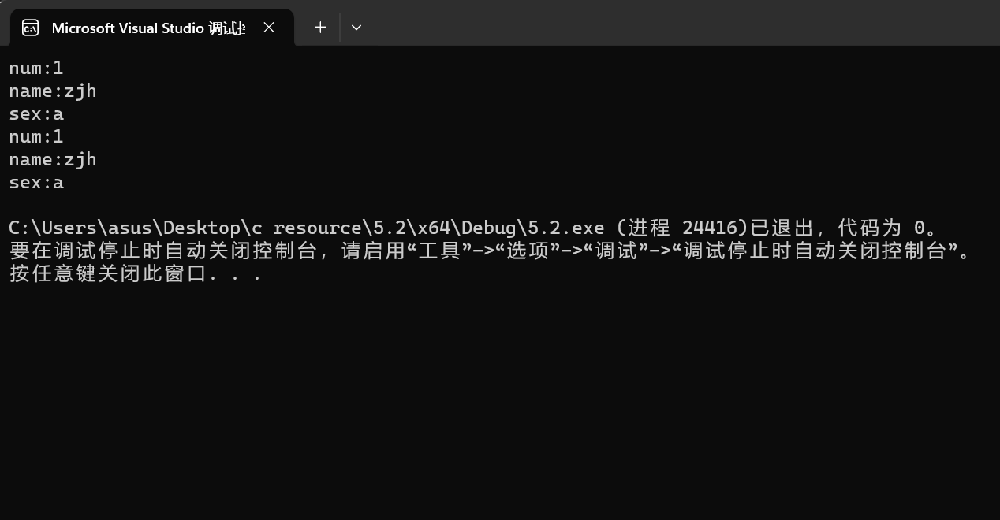 Microsoft Visual Studio 调试
num:1
name:zjh
sex:a
num:1
name:zjh
sex:a
C:\Users\asus\Desktop\c resource\5.2\x64\Debug\5.2.exe (进程 24416)已退出，代码为 0。
要在调试停止时自动关闭控制台，请启用“工具”->“选项”->“调试”->“调试停止时自动关闭控制台”。
按任意键关闭此窗口. . .